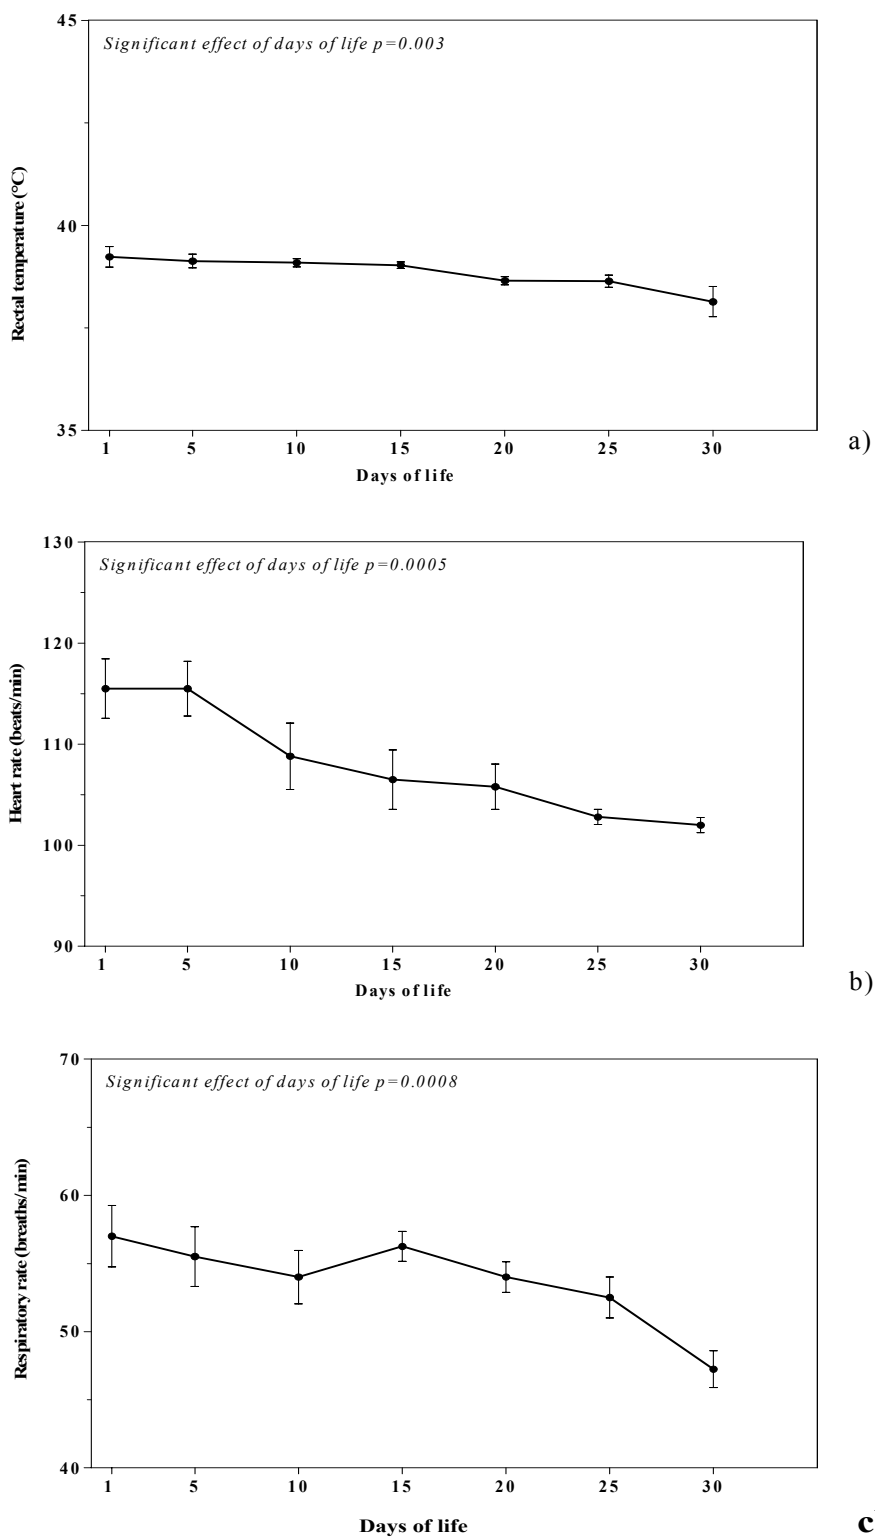 45
Significant effect of days of life p=0.003
Rectal temperature (°C)
40
35
1 5 10 15 20 25 30
a)
Days of life
130
Significant effect of days of life p=0.0005
120
Heart rate (beats/min)
110
100
90
1 5 10 15 20 25 30
b)
Days of life
70
Significant effect of days of life p=0.0008
60
Respiratory rate (breaths/min)
50
40
1 5 10 15 20 25 30
Days of life
c